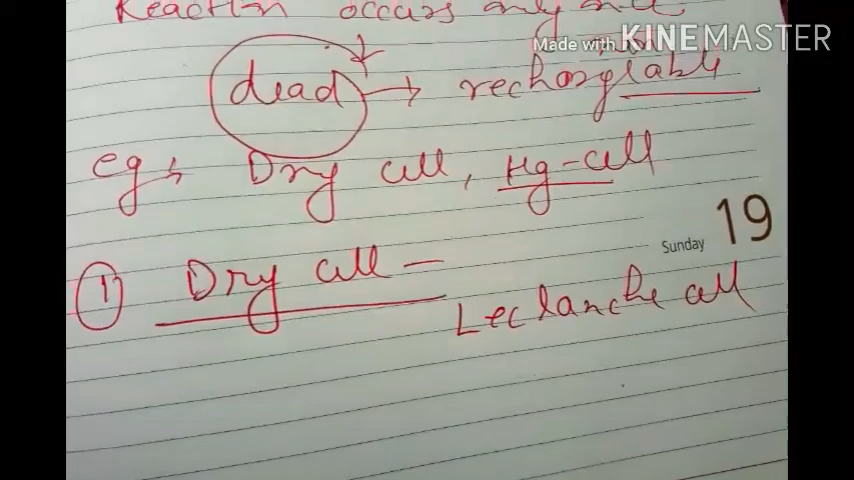 Reaction occurs only once.
Made with KINEMASTER
dead → rechargable
eg ↳ Dry cell, Hg-cell
Sunday 19
① Dry cell —
Leclanche cell